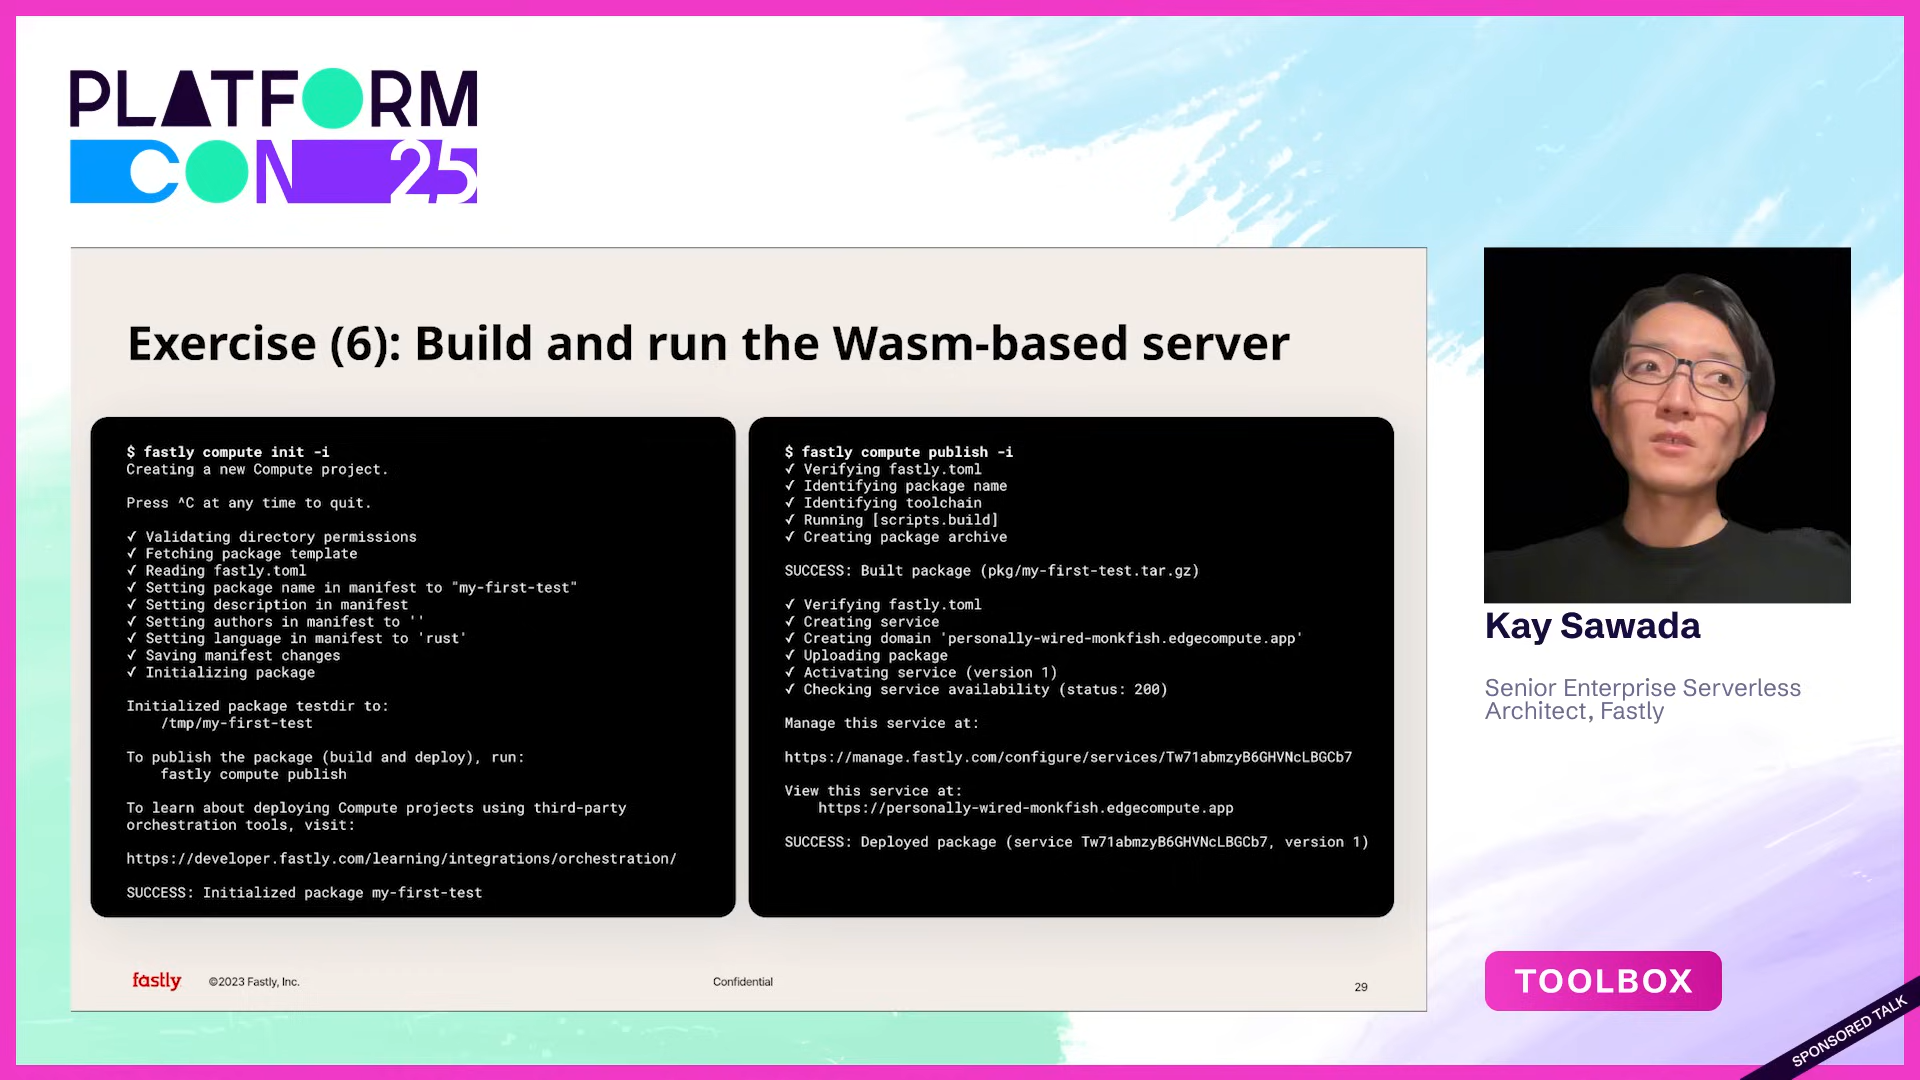 PLATFORM
CON 25
Exercise (6): Build and run the Wasm-based server
$ fastly compute init -i
Creating a new Compute project.
Press ^C at any time to quit.
✓ Validating directory permissions
✓ Fetching package template
✓ Reading fastly.toml
✓ Setting package name in manifest to "my-first-test"
✓ Setting description in manifest
✓ Setting authors in manifest to ''
✓ Setting language in manifest to 'rust'
✓ Saving manifest changes
✓ Initializing package
Initialized package testdir to:
/tmp/my-first-test
To publish the package (build and deploy), run:
fastly compute publish
To learn about deploying Compute projects using third-party
orchestration tools, visit:
https://developer.fastly.com/learning/integrations/orchestration/
SUCCESS: Initialized package my-first-test
$ fastly compute publish -i
✓ Verifying fastly.toml
✓ Identifying package name
✓ Identifying toolchain
✓ Running [scripts.build]
✓ Creating package archive
SUCCESS: Built package (pkg/my-first-test.tar.gz)
✓ Verifying fastly.toml
✓ Creating service
✓ Creating domain 'personally-wired-monkfish.edgecompute.app'
✓ Uploading package
✓ Activating service (version 1)
✓ Checking service availability (status: 200)
Manage this service at:
https://manage.fastly.com/configure/services/Tw71abmzyB6GHVNcLBGCb7
View this service at:
https://personally-wired-monkfish.edgecompute.app
SUCCESS: Deployed package (service Tw71abmzyB6GHVNcLBGCb7, version 1)
fastly
©2023 Fastly, Inc.
Confidential
29
Kay Sawada
Senior Enterprise Serverless
Architect, Fastly
TOOLBOX
SPONSORED TALK